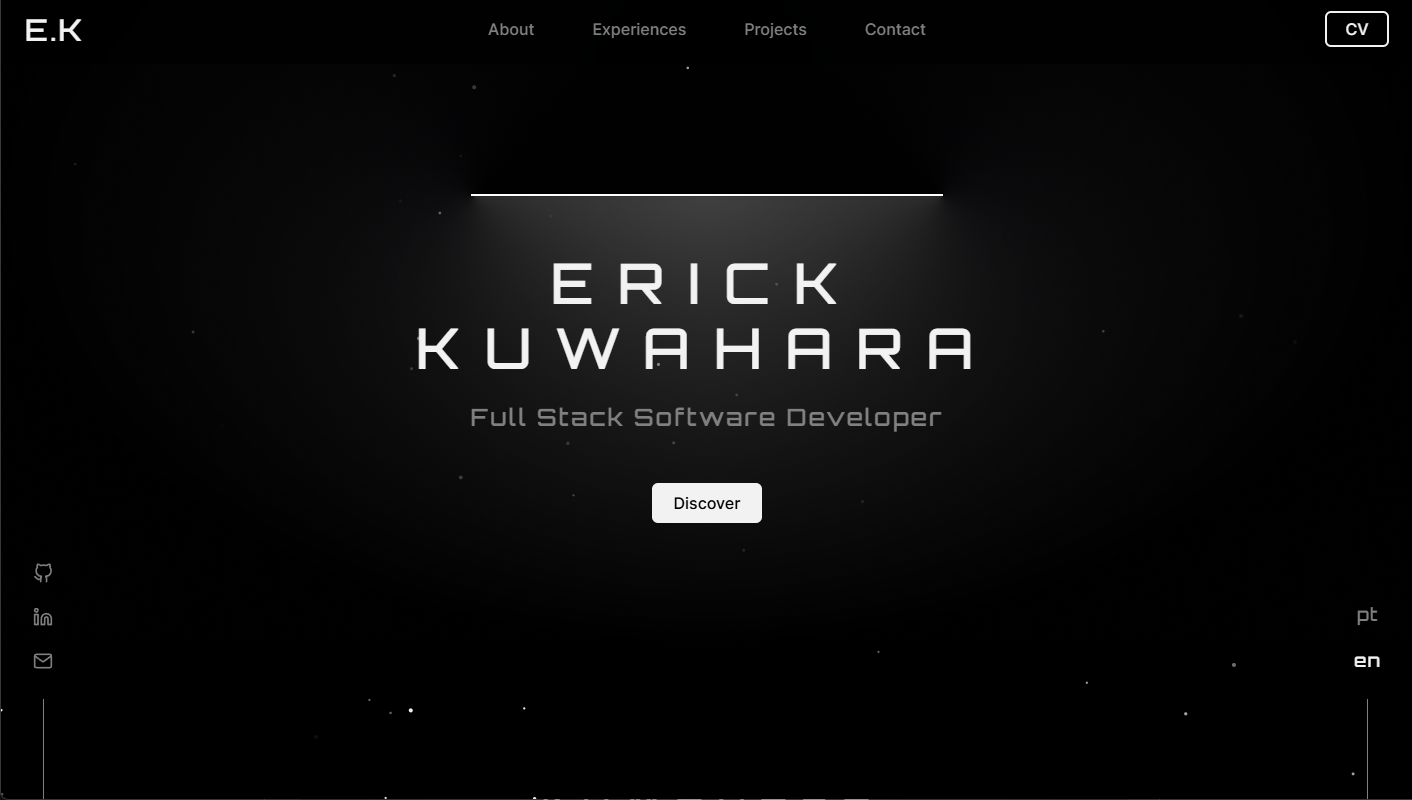 E.K
About Experiences Projects Contact
CV
ERICK
KUWAHARA
Full Stack Software Developer
Discover
pt
en